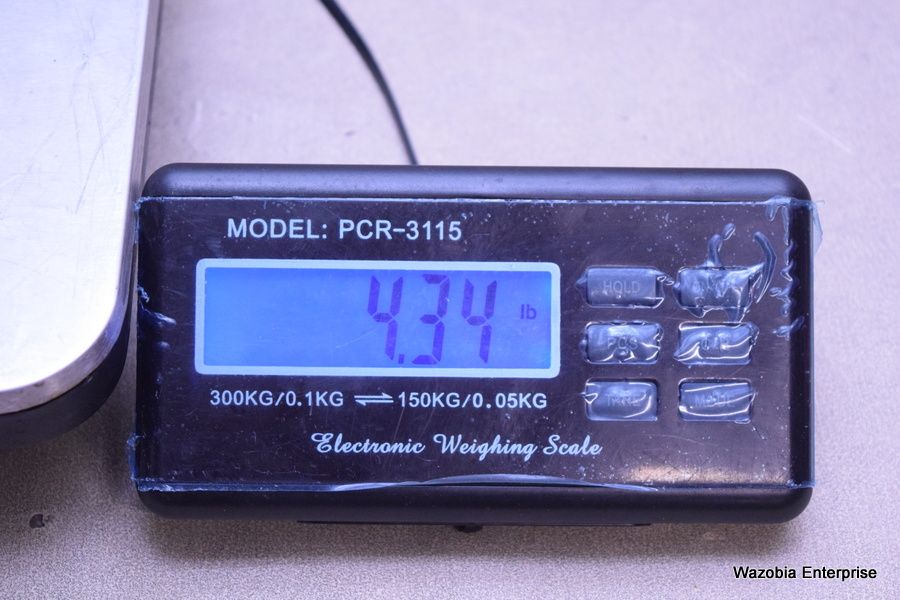 MODEL: PCR-3115
4.34 lb
HOLD
300KG/0.1KG ⇌ 150KG/0.05KG
Electronic Weighing Scale
Wazobia Enterprise